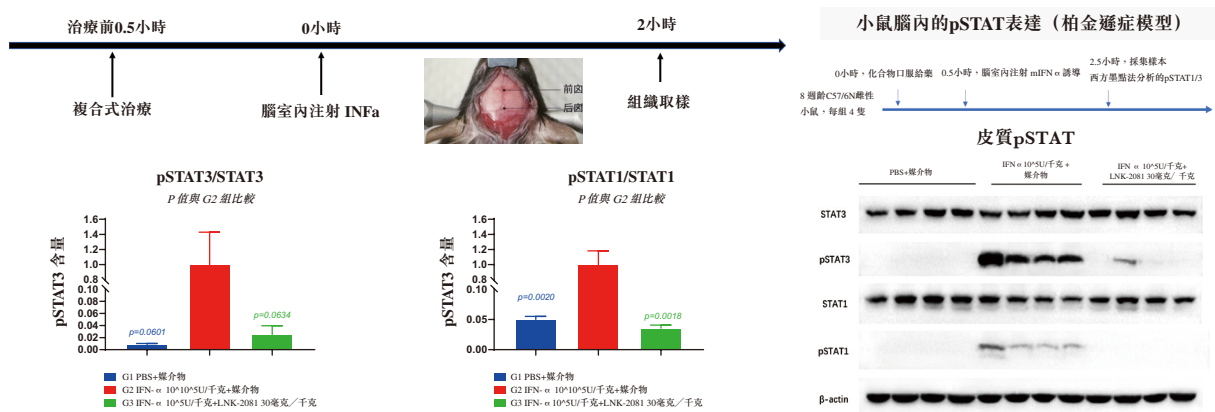 治療前0.5小時
0小時
2小時
複合式治療
腦室內注射 INFa
組織取樣
前囟
后囟
pSTAT3/STAT3
P 值與 G2 組比較
pSTAT3 含量
1.6
1.4
1.2
1.0
0.8
0.10
0.08
0.06
0.04
0.02
0.00
p=0.0601
p=0.0634
G1 PBS+媒介物
G2 IFN- α 10^10^5U/千克+媒介物
G3 IFN- α 10^5U/千克+LNK-2081 30毫克／千克
pSTAT1/STAT1
P 值與 G2 組比較
pSTAT3 含量
1.6
1.4
1.2
1.0
0.8
0.10
0.05
0.00
p=0.0020
p=0.0018
G1 PBS+媒介物
G2 IFN- α 10^10^5U/千克+媒介物
G3 IFN- α 10^5U/千克+LNK-2081 30毫克／千克
小鼠腦內的pSTAT表達（柏金遜症模型）
0小時，化合物口服給藥
0.5小時，腦室內注射 mIFN α 誘導
2.5小時，採集樣本
西方墨點法分析的pSTAT1/3
8 週齡C57/6N雌性
小鼠，每組 4 隻
皮質pSTAT
PBS+媒介物
IFN α 10^5U/千克 +
媒介物
IFN α 10^5U/千克+
LNK-2081 30毫克／ 千克
STAT3
pSTAT3
STAT1
pSTAT1
β-actin